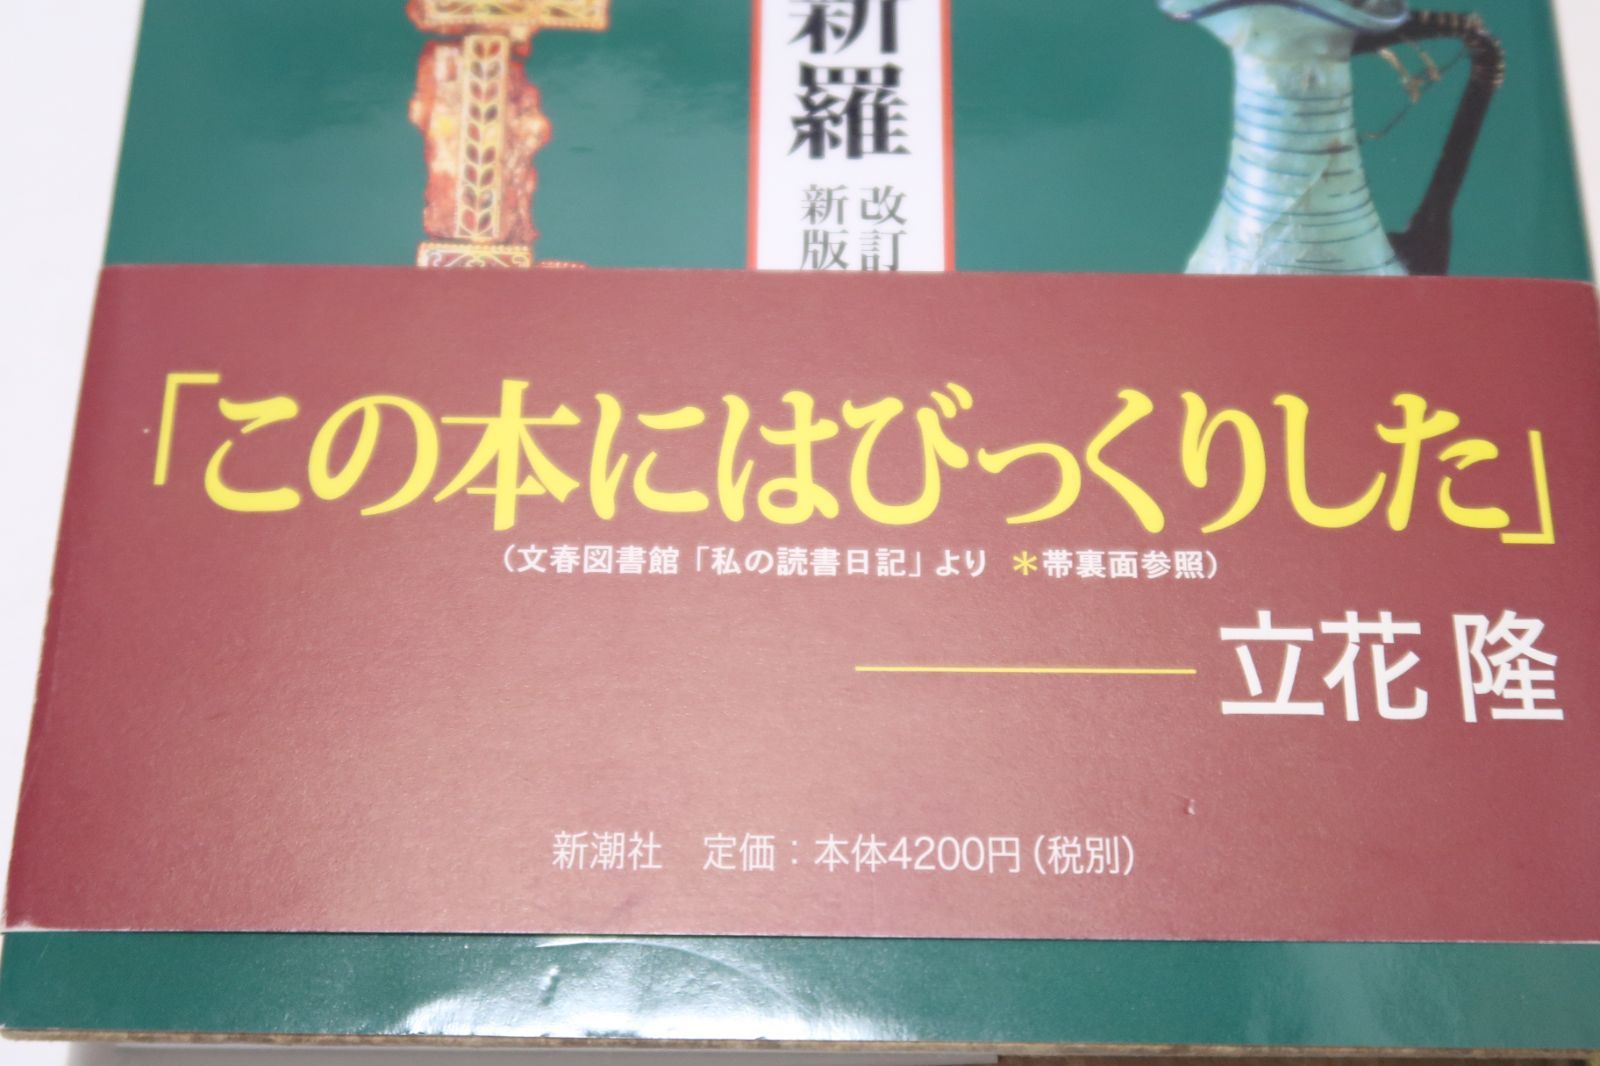 新羅
改訂
新版
「この本にはびっくりした」
（文春図書館「私の読書日記」より ＊帯裏面参照）
立花 隆
新潮社　定価：本体4200円（税別）